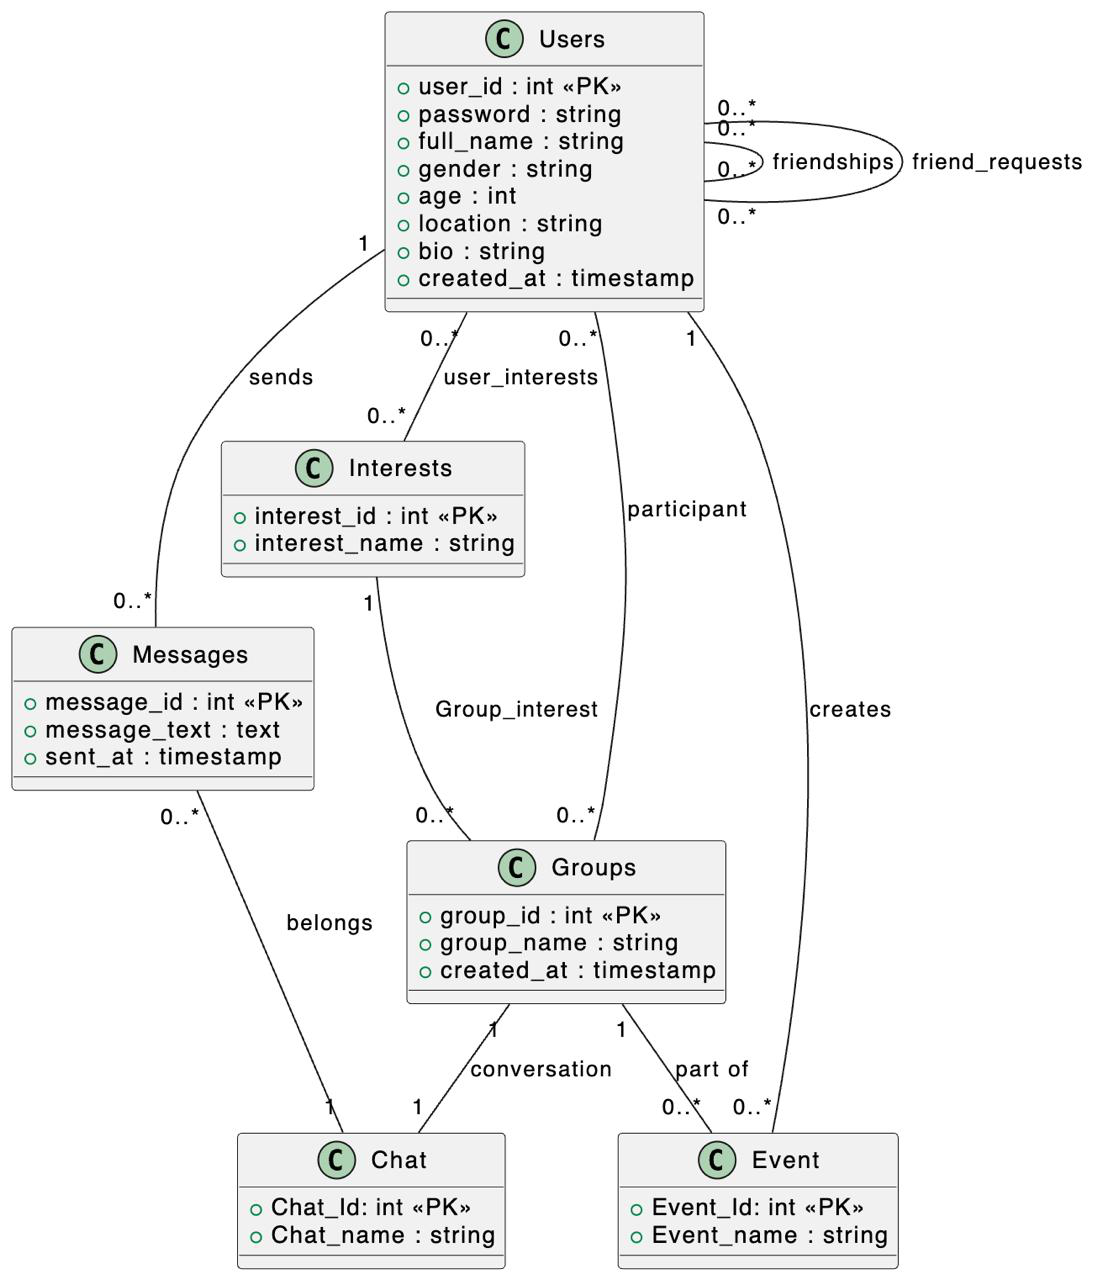 C Users
user_id : int «PK»
password : string
full_name : string
gender : string
age : int
location : string
bio : string
created_at : timestamp
0..*
0..*
0..*
friendships
friend_requests
0..*
1
0..*
0..*
1
sends
user_interests
0..*
C Interests
interest_id : int «PK»
interest_name : string
participant
1
0..*
C Messages
message_id : int «PK»
message_text : text
sent_at : timestamp
Group_interest
creates
0..*
0..*
0..*
C Groups
group_id : int «PK»
group_name : string
created_at : timestamp
belongs
1
1
conversation
part of
1
1
0..*
0..*
C Chat
Chat_Id: int «PK»
Chat_name : string
C Event
Event_Id: int «PK»
Event_name : string